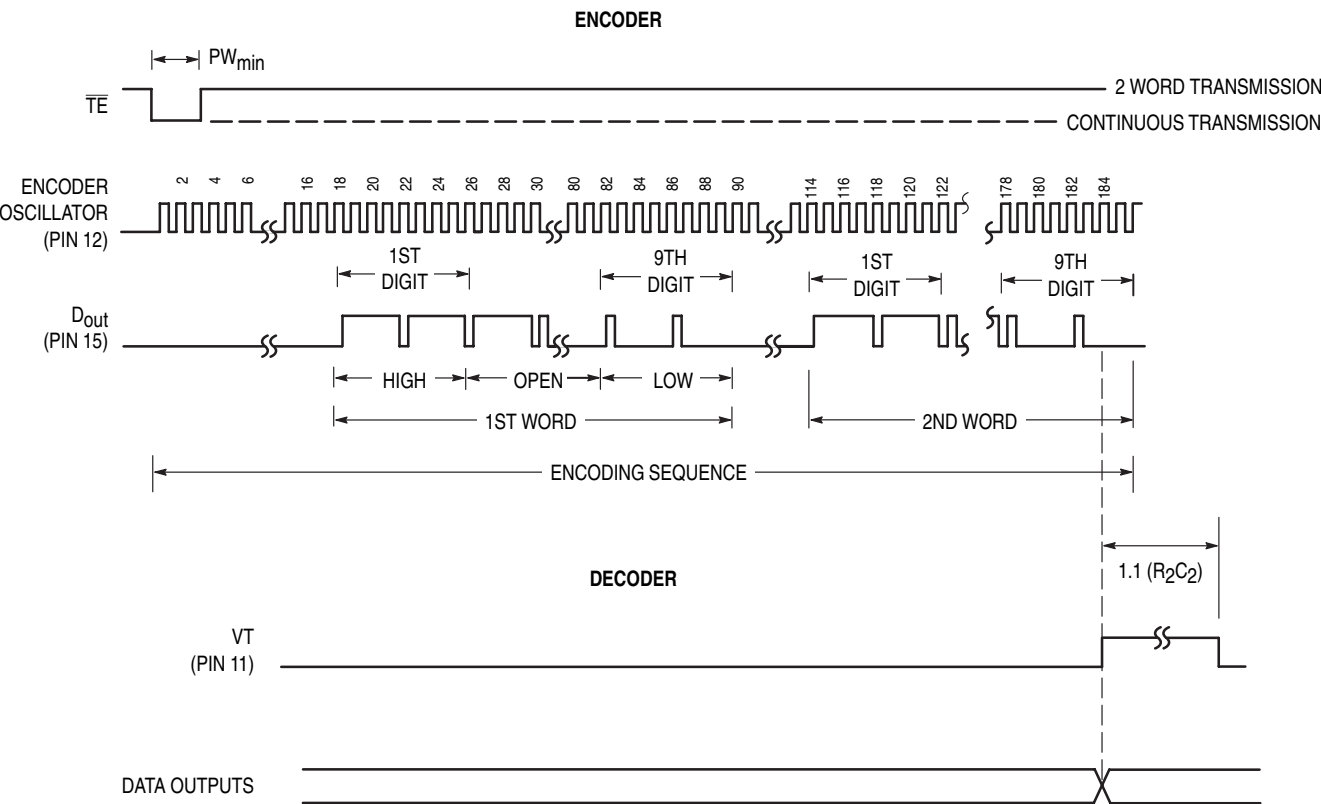 ENCODER
PWmin
TE
2 WORD TRANSMISSION
CONTINUOUS TRANSMISSION
ENCODER
OSCILLATOR
(PIN 12)
2 4 6 16 18 20 22 24 26 28 30 80 82 84 86 88 90 114 116 118 120 122 178 180 182 184
1ST
DIGIT
9TH
DIGIT
1ST
DIGIT
9TH
DIGIT
Dout
(PIN 15)
HIGH OPEN LOW
1ST WORD 2ND WORD
ENCODING SEQUENCE
DECODER
1.1 (R2C2)
VT
(PIN 11)
DATA OUTPUTS